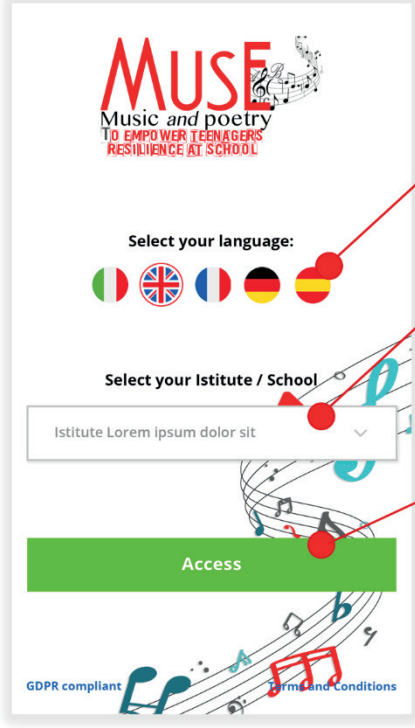 MUSE
Music and poetry
TO EMPOWER TEENAGERS
RESILIENCE AT SCHOOL
Select your language:
Select your Istitute / School
Istitute Lorem ipsum dolor sit
Access
GDPR compliant
Terms and Conditions